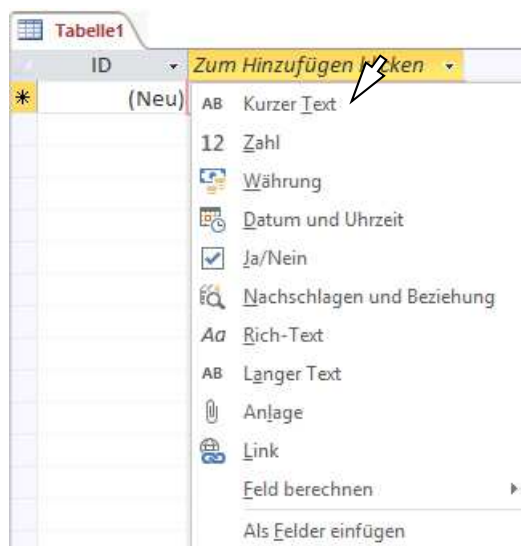 Tabelle1
ID Zum Hinzufügen klicken
(Neu)
AB Kurzer Text
12 Zahl
Währung
Datum und Uhrzeit
Ja/Nein
Nachschlagen und Beziehung
Aa Rich-Text
AB Langer Text
Anlage
Link
Feld berechnen
Als Felder einfügen